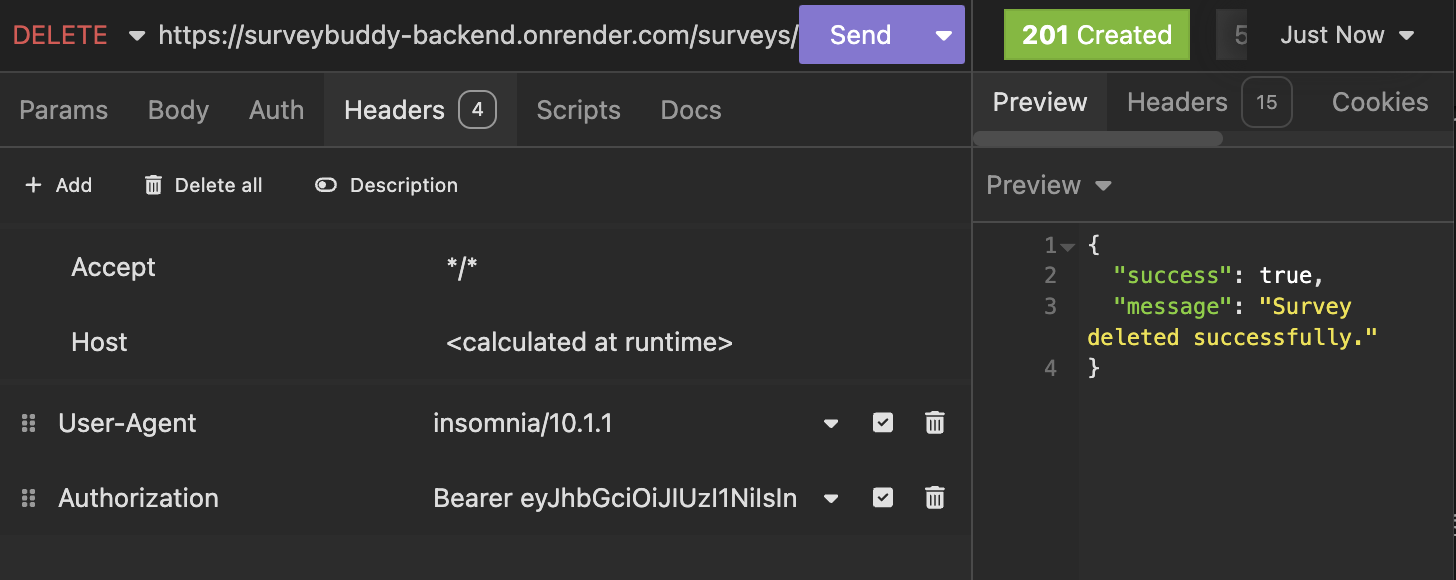 DELETE https://surveybuddy-backend.onrender.com/surveys/ Send
Params Body Auth Headers 4 Scripts Docs
+ Add Delete all Description
Accept */*
Host <calculated at runtime>
User-Agent insomnia/10.1.1
Authorization Bearer eyJhbGciOiJIUzI1NiIsIn
201 Created 5 Just Now
Preview Headers 15 Cookies
Preview
1 {
2 "success": true,
3 "message": "Survey
deleted successfully."
4 }